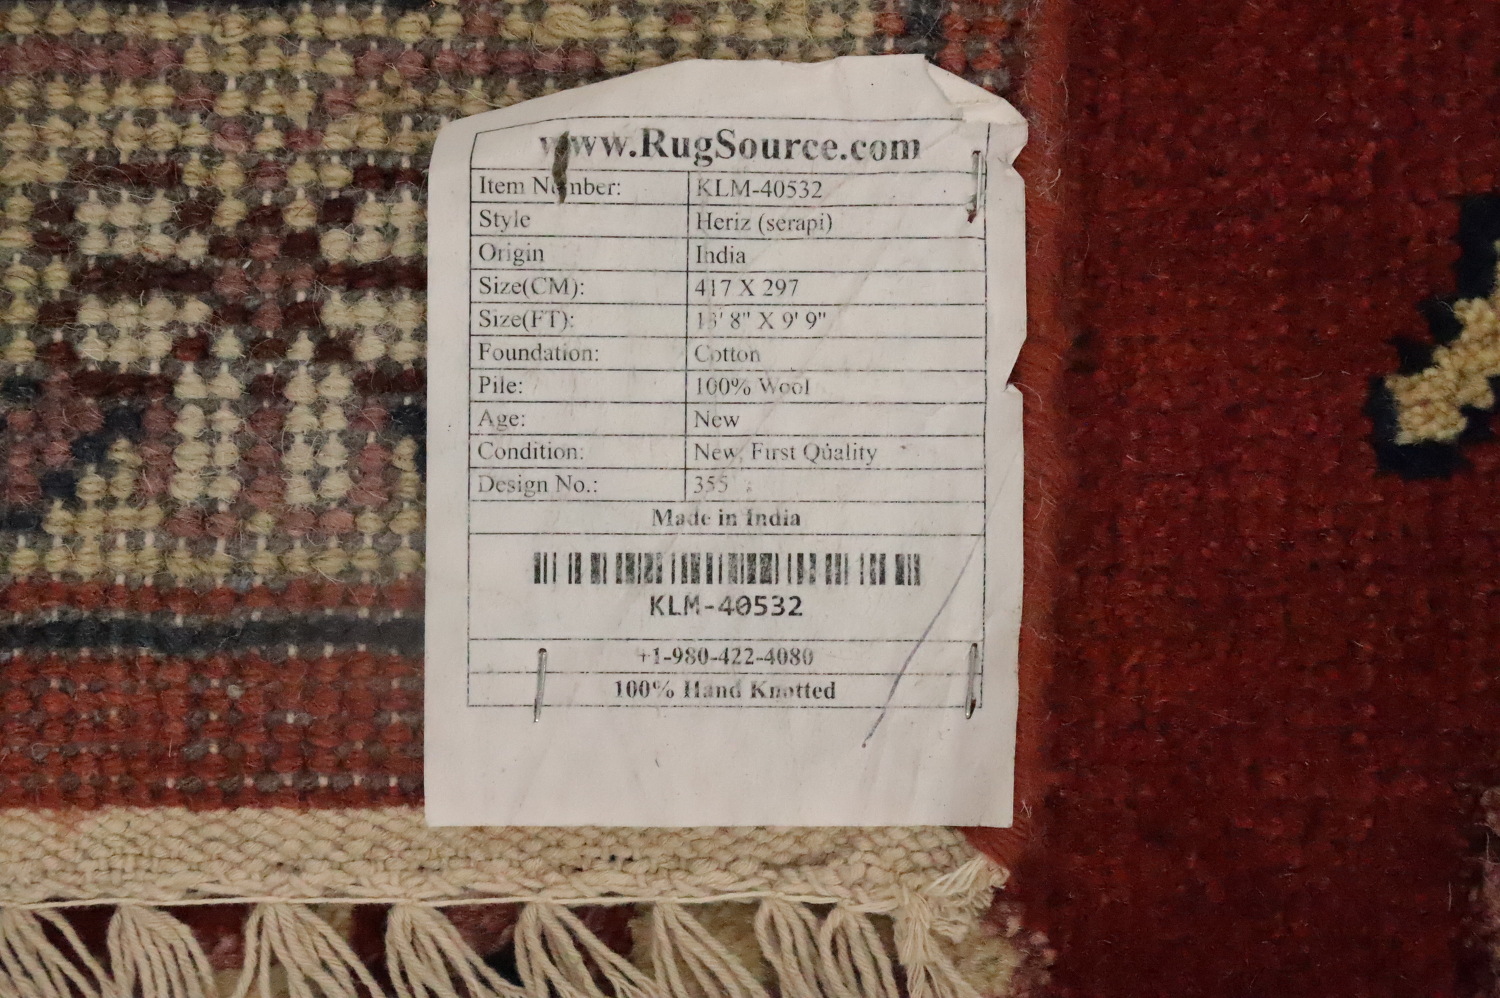 www.RugSource.com
Item Number: KLM-40532
Style Heriz (serapi)
Origin India
Size(CM): 417 X 297
Size(FT): 13' 8" X 9' 9"
Foundation: Cotton
Pile: 100% Wool
Age: New
Condition: New, First Quality
Design No.: 355
Made in India
KLM-40532
+1-980-422-4080
100% Hand Knotted